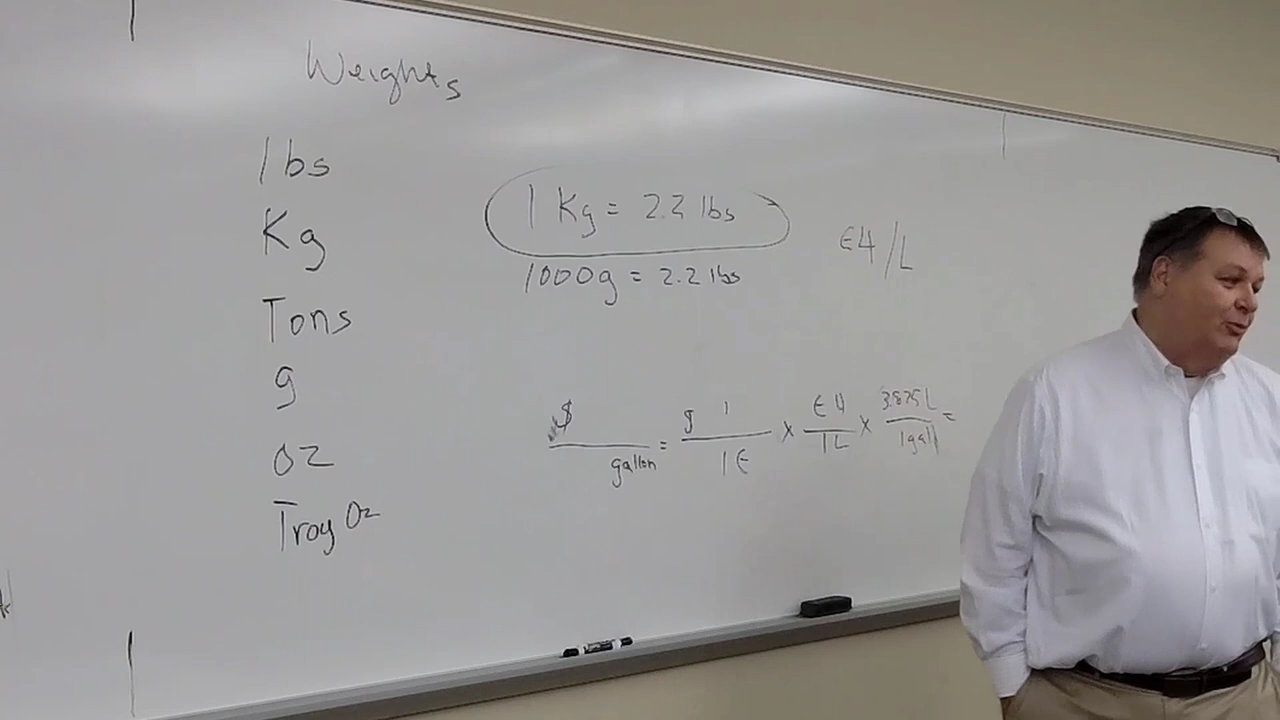 Weights
lbs
Kg
Tons
g
oz
Troy Oz
1 Kg = 2.2 lbs
1000g = 2.2 lbs
€4/L
$
gallon
=
1
1€
x
€4
1L
x
3.875L
1gall
=